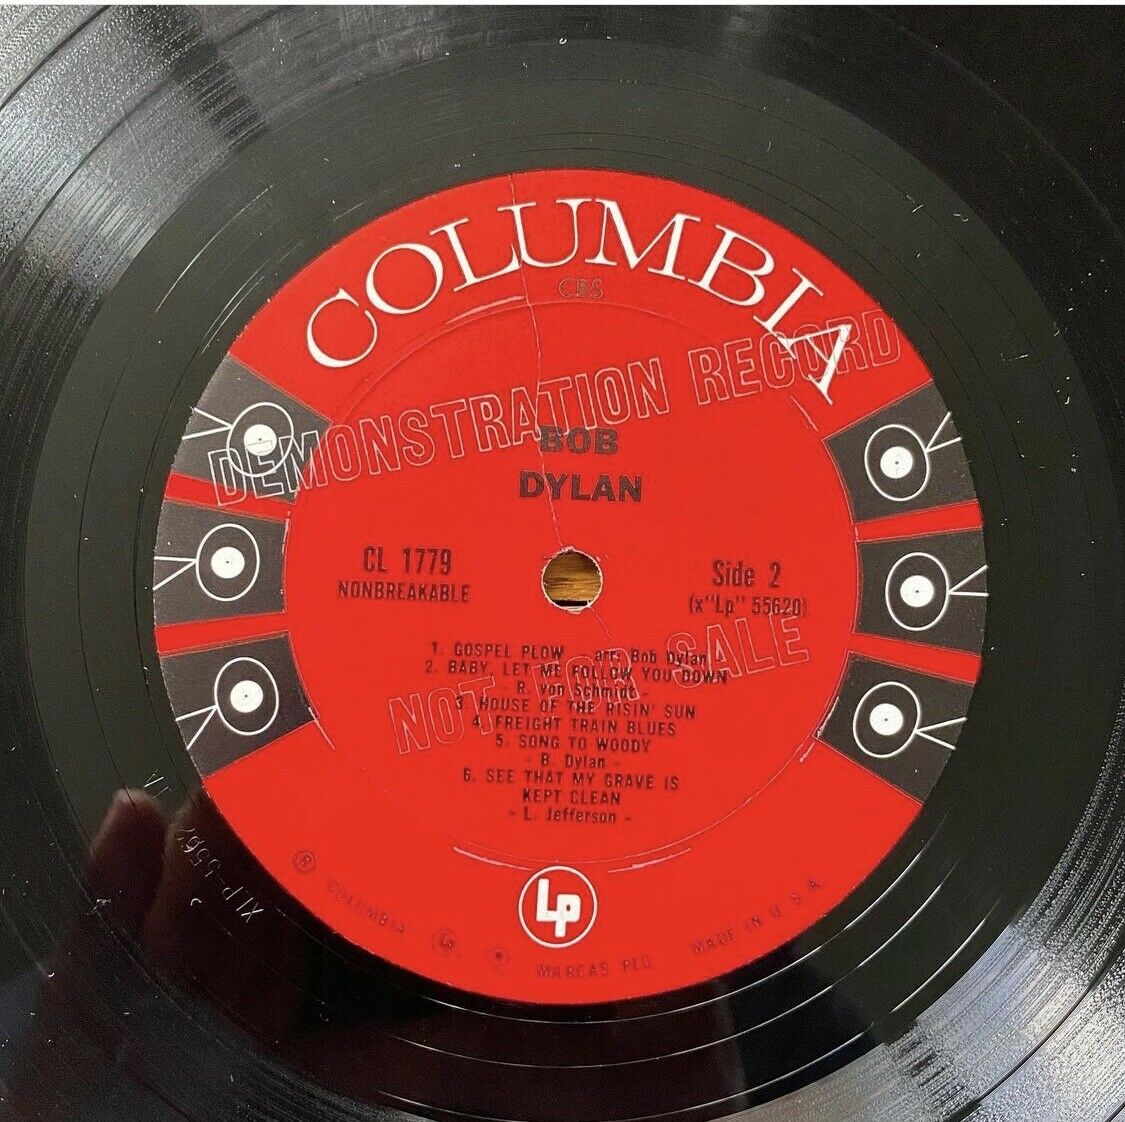 COLUMBIA
CBS
DEMONSTRATION RECORD
BOB
DYLAN
CL 1779
NONBREAKABLE
Side 2
(x"Lp" 55620)
NOT FOR SALE
1. GOSPEL PLOW - arr: Bob Dylan -
2. BABY, LET ME FOLLOW YOU DOWN
- R. von Schmidt -
3. HOUSE OF THE RISIN' SUN
4. FREIGHT TRAIN BLUES
5. SONG TO WOODY
- B. Dylan -
6. SEE THAT MY GRAVE IS
KEPT CLEAN
- L. Jefferson -
Lp
® "COLUMBIA" Lp MARCAS REG. MADE IN U.S.A.